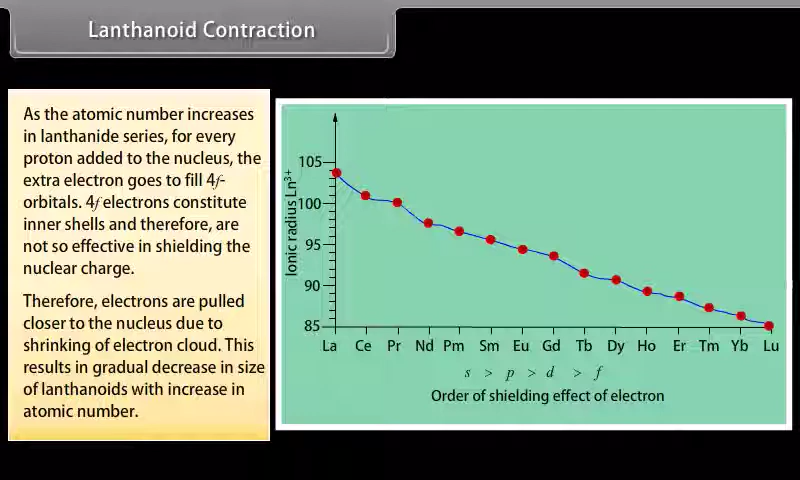 Lanthanoid Contraction
As the atomic number increases
in lanthanide series, for every
proton added to the nucleus, the
extra electron goes to fill 4f-
orbitals. 4f electrons constitute
inner shells and therefore, are
not so effective in shielding the
nuclear charge.
Therefore, electrons are pulled
closer to the nucleus due to
shrinking of electron cloud. This
results in gradual decrease in size
of lanthanoids with increase in
atomic number.
Ionic radius Ln³⁺
105
100
95
90
85
La Ce Pr Nd Pm Sm Eu Gd Tb Dy Ho Er Tm Yb Lu
s > p > d > f
Order of shielding effect of electron